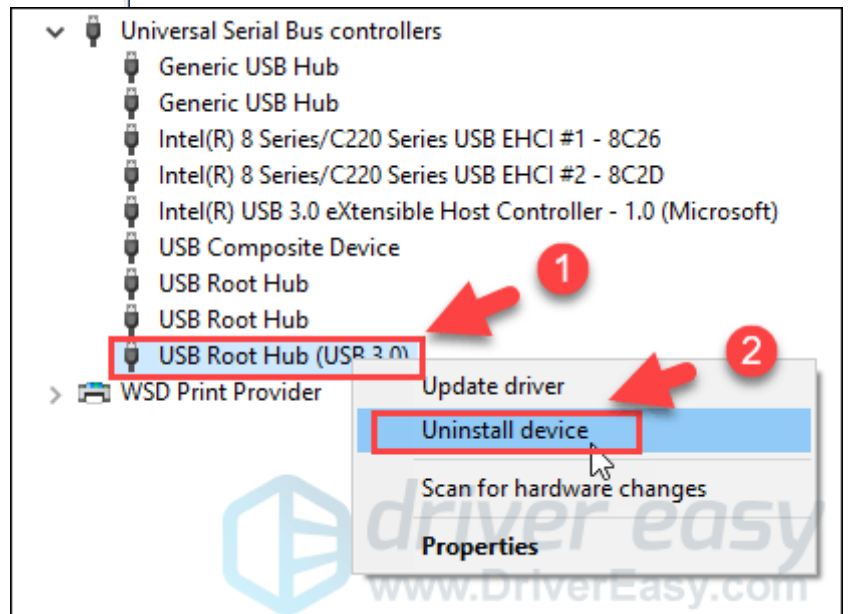 Universal Serial Bus controllers
Generic USB Hub
Generic USB Hub
Intel(R) 8 Series/C220 Series USB EHCI #1 - 8C26
Intel(R) 8 Series/C220 Series USB EHCI #2 - 8C2D
Intel(R) USB 3.0 eXtensible Host Controller - 1.0 (Microsoft)
USB Composite Device
1
USB Root Hub
USB Root Hub
USB Root Hub (USB 3.0)
2
WSD Print Provider
Update driver
Uninstall device
Scan for hardware changes
Properties
driver easy
www.DriverEasy.com